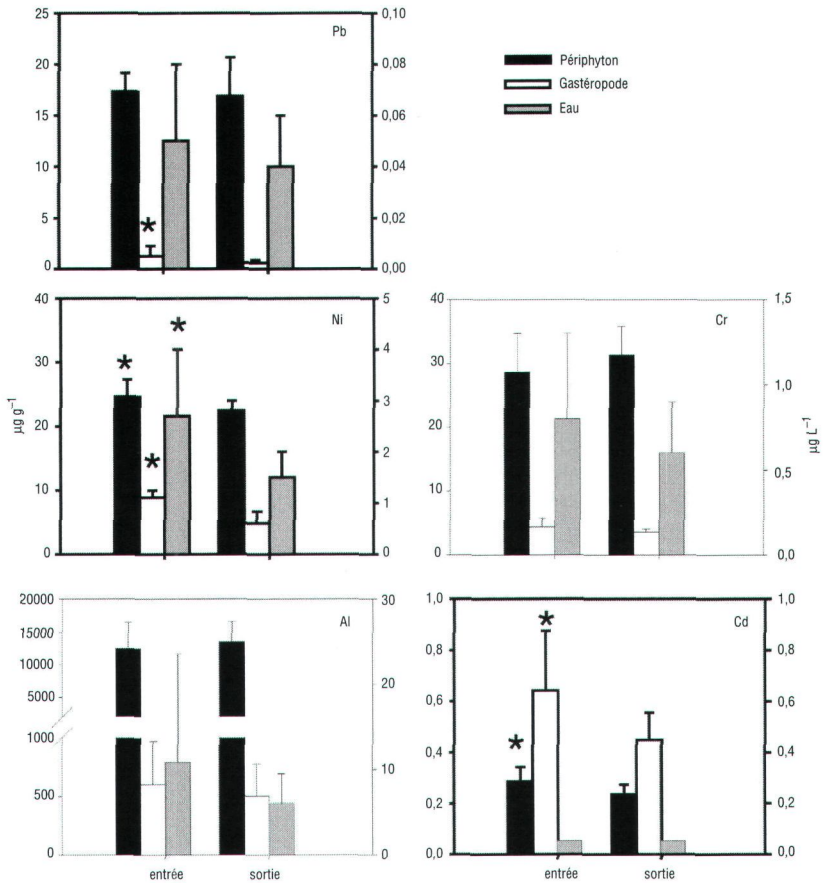 25 0,10
Pb
20 0,08
15 0,06
10 0,04
5 * 0,02
0 0,00
Périphyton
Gastéropode
Eau
40 5
Ni
* 4
30 *
3
20
* 2
10
1
0 0
µg g⁻¹
40 1,5
Cr
30
1,0
20
0,5
10
0 0,0
µg L⁻¹
20000 30
Al
15000
10000
20
5000
1000
10
500
0 0
entrée sortie
1,0 1,0
* Cd
0,8 0,8
0,6 0,6
*
0,4 0,4
0,2 0,2
0,0 0,0
entrée sortie